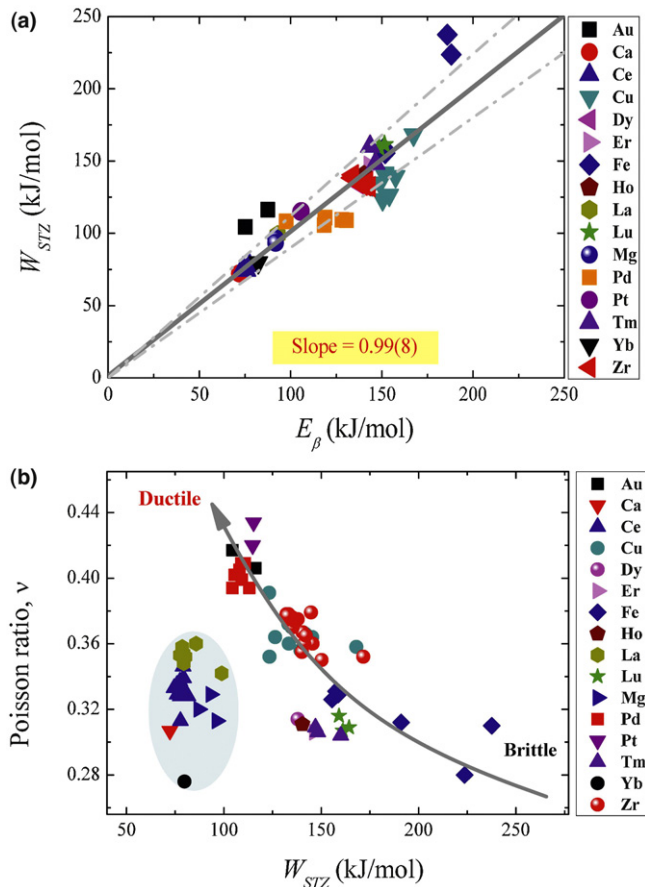 (a)
250
200
150
100
50
0
0
50
100
150
200
250
W_STZ (kJ/mol)
E_β (kJ/mol)
Slope = 0.99(8)
Au
Ca
Ce
Cu
Dy
Er
Fe
Ho
La
Lu
Mg
Pd
Pt
Tm
Yb
Zr
(b)
0.44
0.40
0.36
0.32
0.28
50
100
150
200
250
Poisson ratio, ν
W_STZ (kJ/mol)
Ductile
Brittle
Au
Ca
Ce
Cu
Dy
Er
Fe
Ho
La
Lu
Mg
Pd
Pt
Tm
Yb
Zr